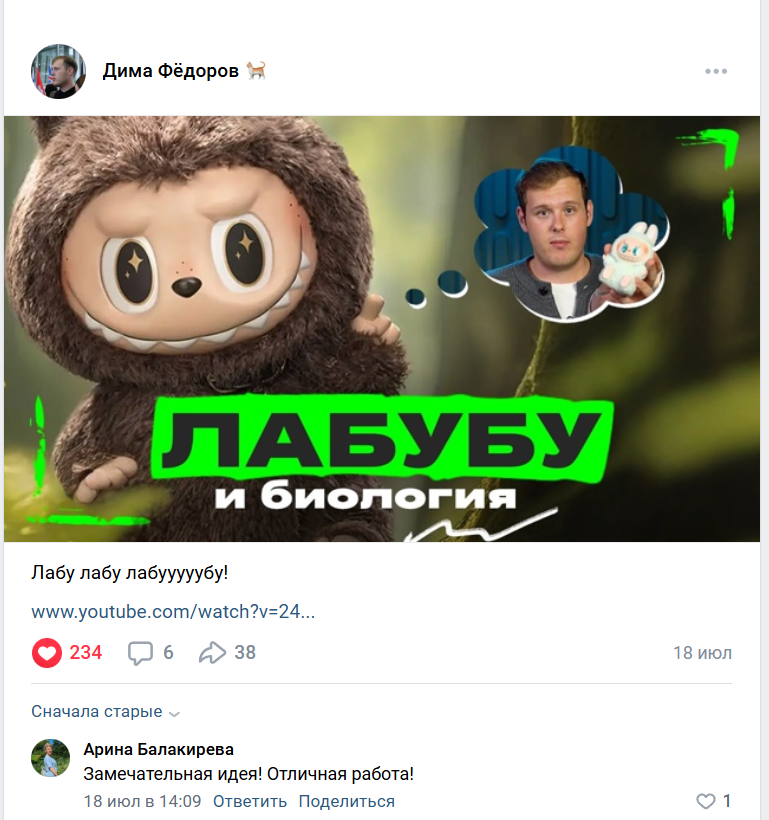 Дима Фёдоров
ЛАБУБУ
и биология
Лабу лабу лабууууубу!
www.youtube.com/watch?v=24...
234 6 38 18 июл
Сначала старые
Арина Балакирева
Замечательная идея! Отличная работа!
18 июл в 14:09 Ответить Поделиться 1